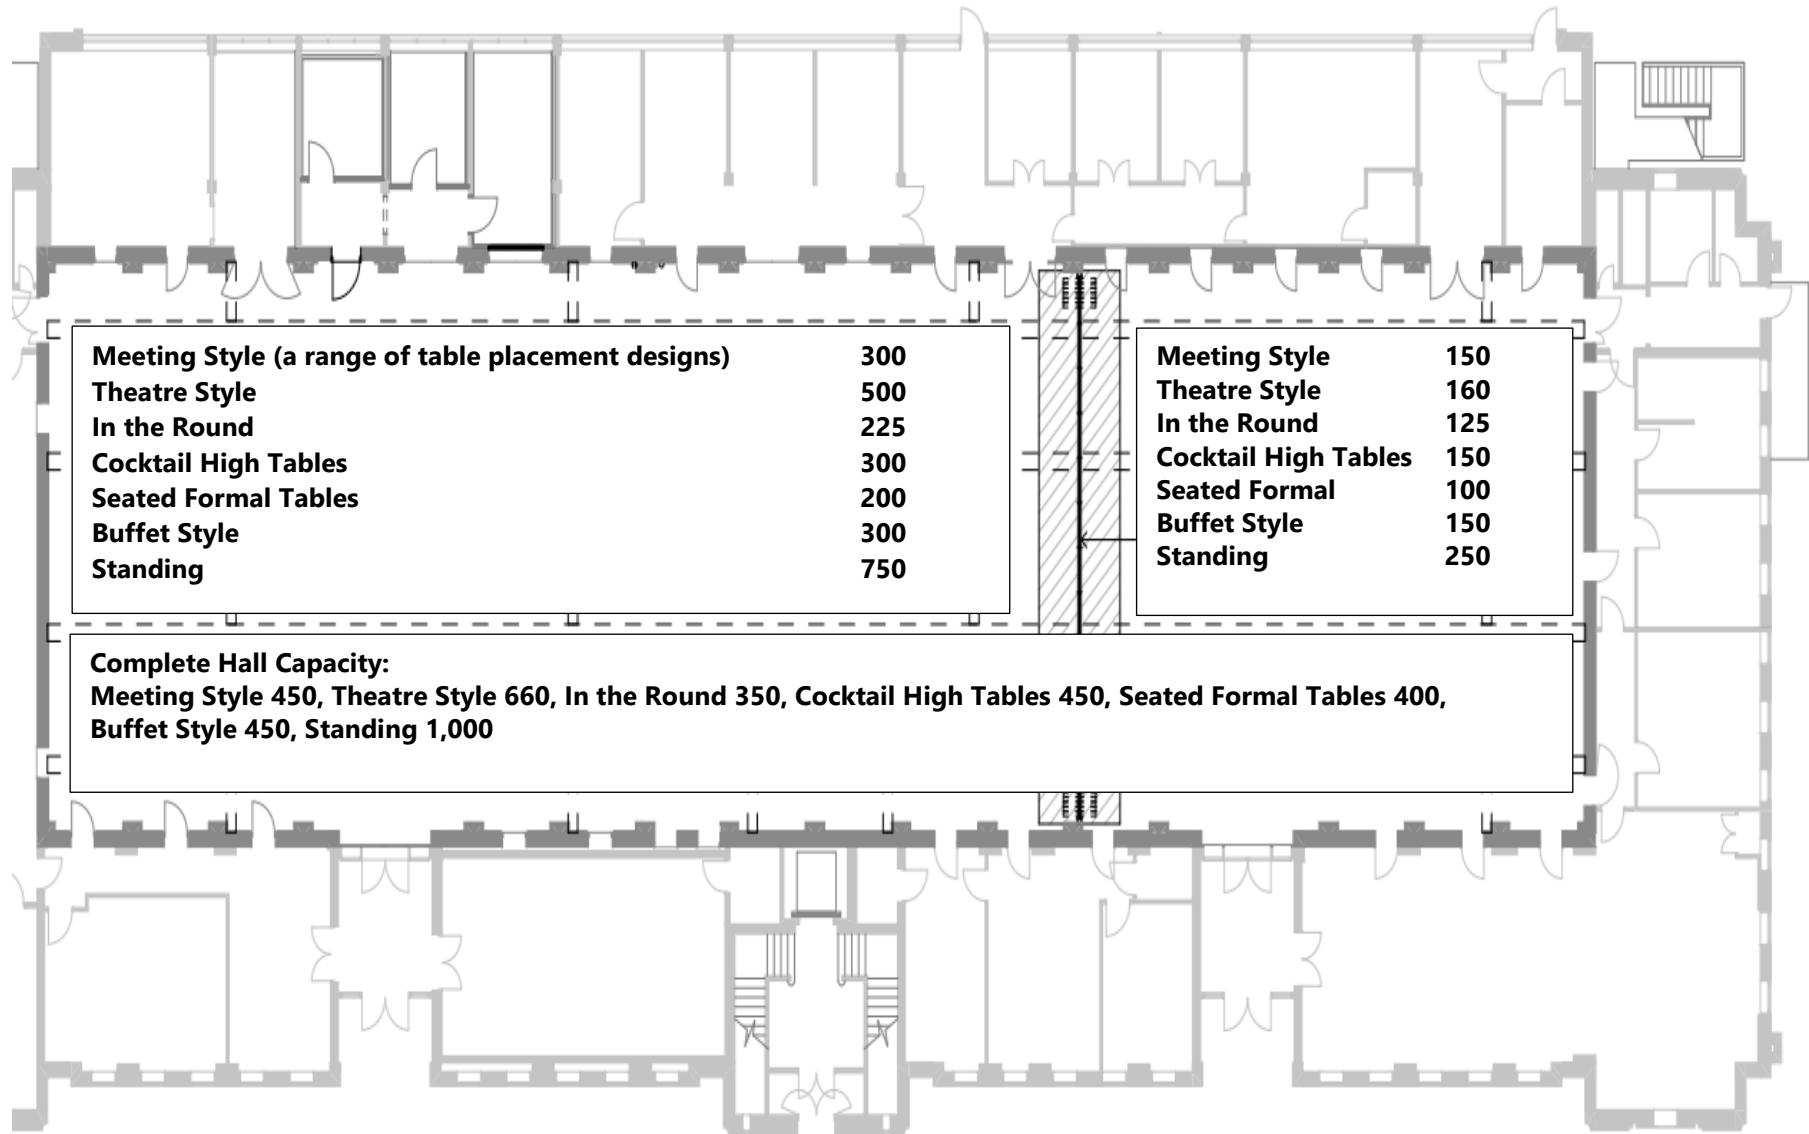 Meeting Style (a range of table placement designs) 300
Theatre Style 500
In the Round 225
Cocktail High Tables 300
Seated Formal Tables 200
Buffet Style 300
Standing 750
Meeting Style 150
Theatre Style 160
In the Round 125
Cocktail High Tables 150
Seated Formal 100
Buffet Style 150
Standing 250
Complete Hall Capacity:
Meeting Style 450, Theatre Style 660, In the Round 350, Cocktail High Tables 450, Seated Formal Tables 400,
Buffet Style 450, Standing 1,000